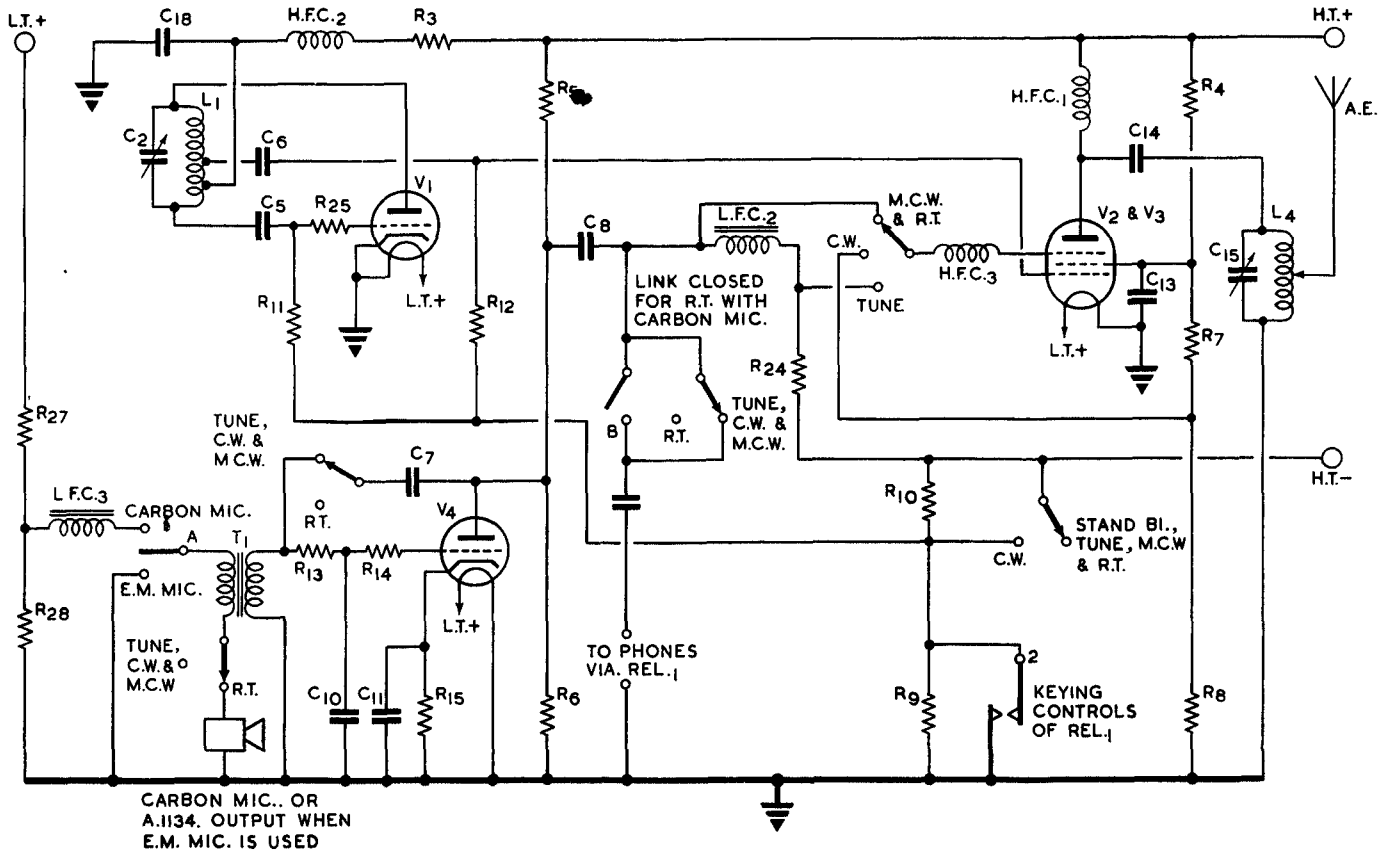 L.T.+
C18
H.F.C.2
R3
H.T.+
L1
C2
C6
C5
R25
V1
L.T.+
R11
R12
C8
L.F.C.2
LINK CLOSED
FOR R.T. WITH
CARBON MIC.
M.C.W.
& R.T.
C.W.
H.F.C.3
TUNE
H.F.C.1
C14
R4
A.E.
V2 & V3
C13
L4
C15
L.T.+
R7
R24
R27
TUNE,
C.W. &
M C.W.
C7
R.T.
B
R.T.
TUNE,
C.W. &
M.C.W.
H.T.-
R10
STAND BI.,
TUNE, M.C.W
& R.T.
C.W.
L F.C.3
CARBON MIC.
A
T1
E.M. MIC.
R13
R14
V4
L.T.+
R28
TUNE,
C.W. &
M.C.W
R.T.
C10
C11
R15
R6
TO PHONES
VIA. REL.1
R9
2
KEYING
CONTROLS
OF REL.1
R8
CARBON MIC.. OR
A.1134. OUTPUT WHEN
E.M. MIC. IS USED